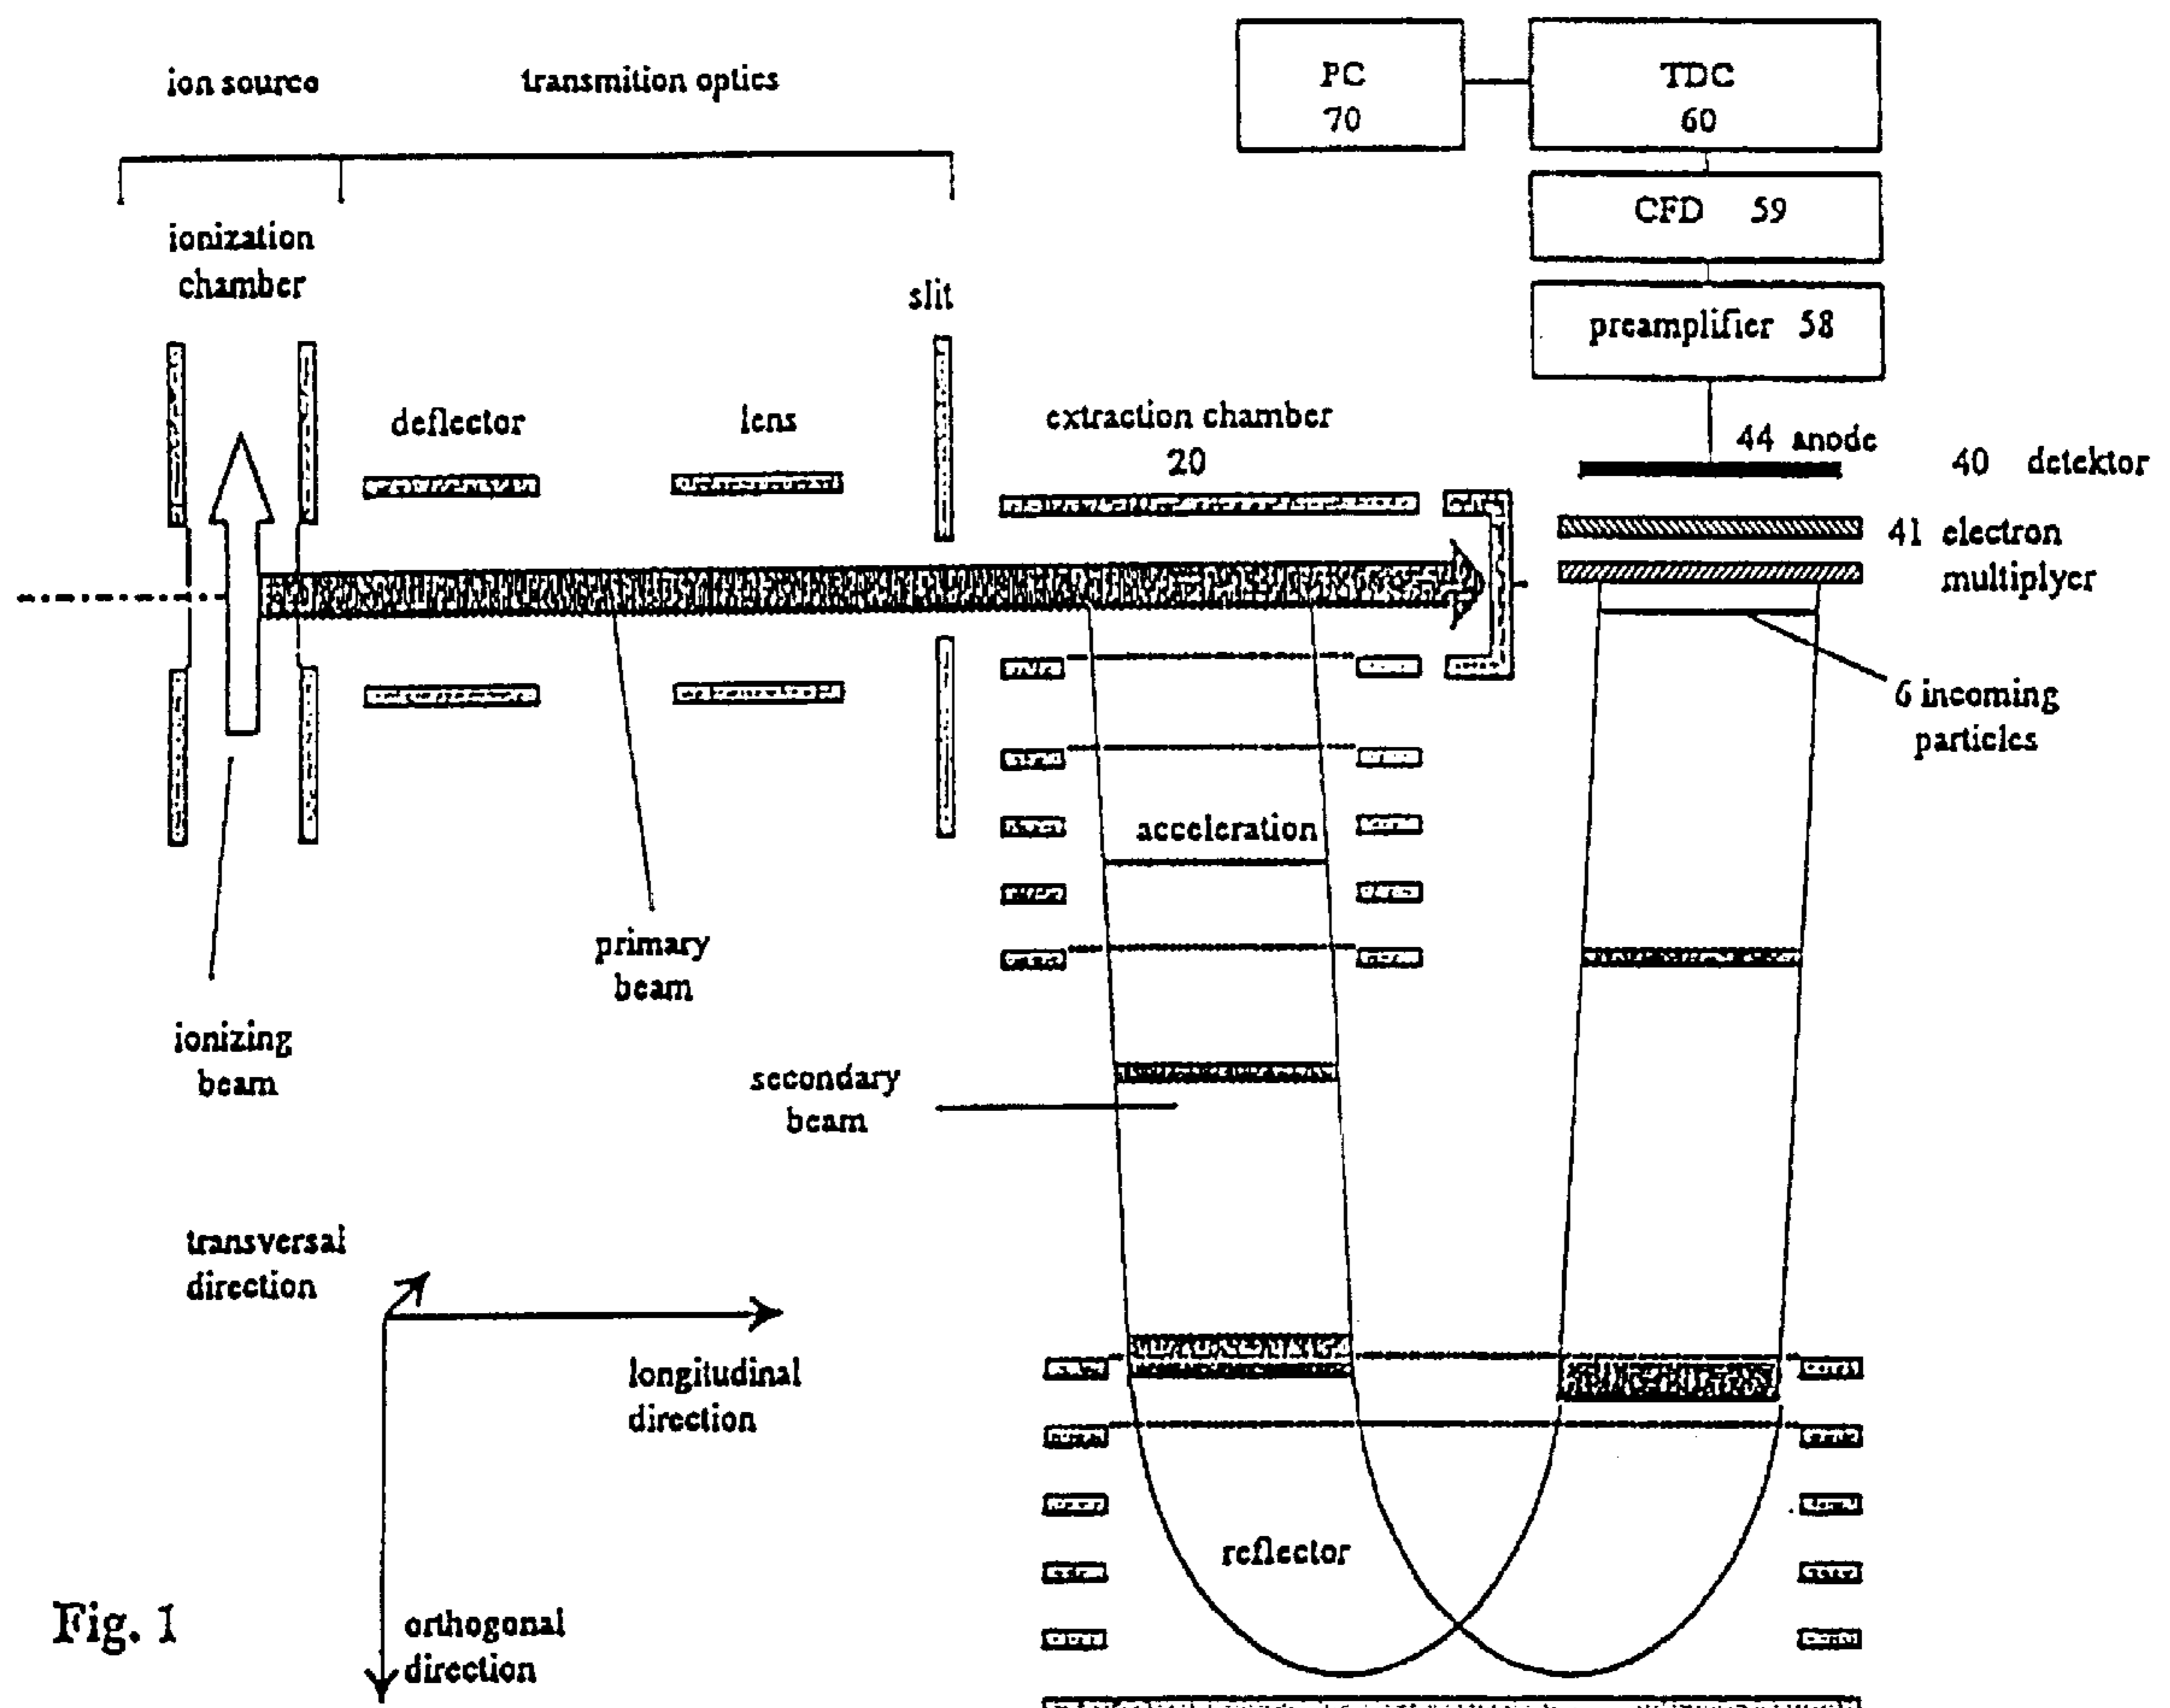 ion source
transmition optics
PC
70
TDC
60
CFD 59
preamplifier 58
ionization
chamber
slit
deflector
lens
extraction chamber
20
44 anode
40 detektor
41 electron
multiplyer
6 incoming
particles
acceleration
primary
beam
ionizing
beam
secondary
beam
transversal
direction
longitudinal
direction
reflector
orthogonal
direction
Fig. 1